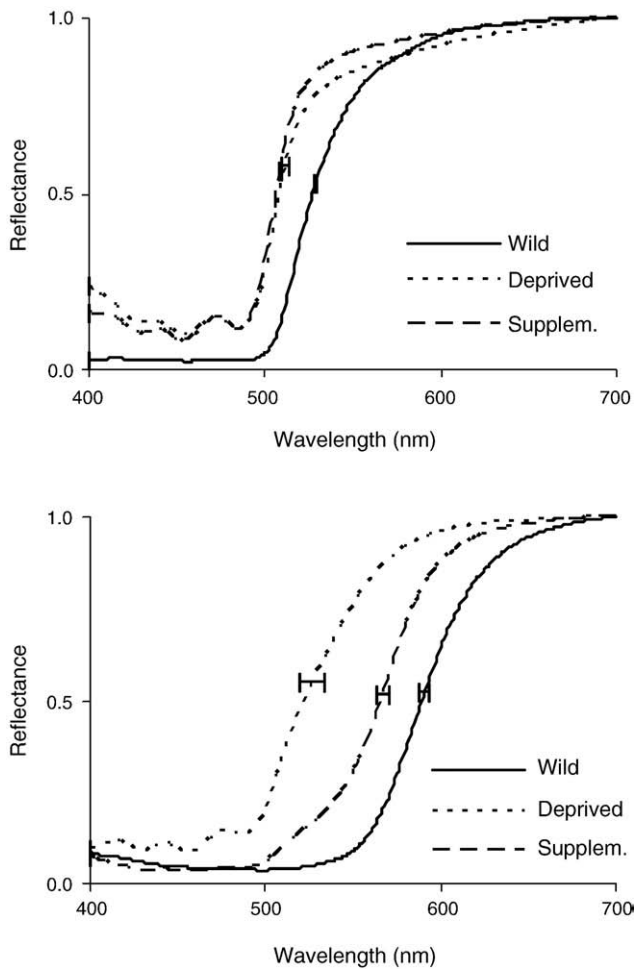 1.0
Reflectance
0.5
Wild
Deprived
Supplem.
0.0
400 500 600 700
Wavelength (nm)
1.0
Reflectance
0.5
Wild
Deprived
Supplem.
0.0
400 500 600 700
Wavelength (nm)